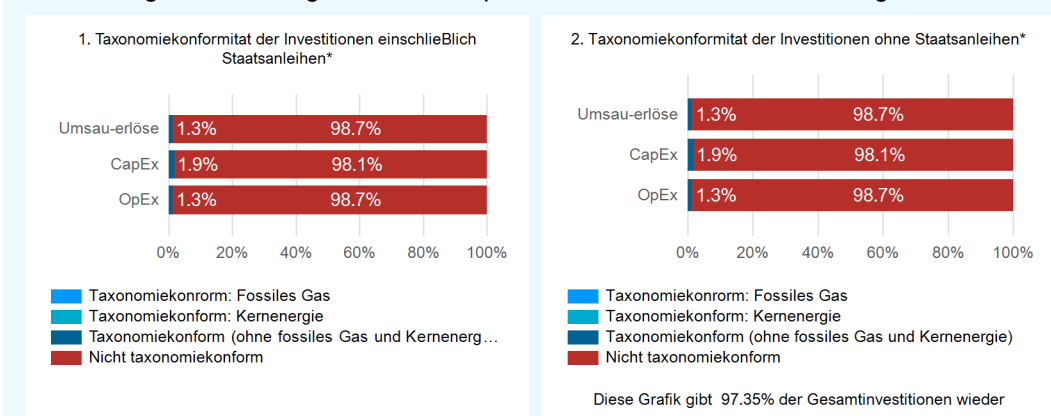 1. Taxonomiekonformitat der Investitionen einschlieBlich
Staatsanleihen*
Umsau-erlöse 1.3% 98.7%
CapEx 1.9% 98.1%
OpEx 1.3% 98.7%
0% 20% 40% 60% 80% 100%
Taxonomiekonrorm: Fossiles Gas
Taxonomiekonform: Kernenergie
Taxonomiekonform (ohne fossiles Gas und Kernenerg…
Nicht taxonomiekonform
2. Taxonomiekonformitat der Investitionen ohne Staatsanleihen*
Umsau-erlöse 1.3% 98.7%
CapEx 1.9% 98.1%
OpEx 1.3% 98.7%
0% 20% 40% 60% 80% 100%
Taxonomiekonrorm: Fossiles Gas
Taxonomiekonform: Kernenergie
Taxonomiekonform (ohne fossiles Gas und Kernenergie)
Nicht taxonomiekonform
Diese Grafik gibt 97.35% der Gesamtinvestitionen wieder